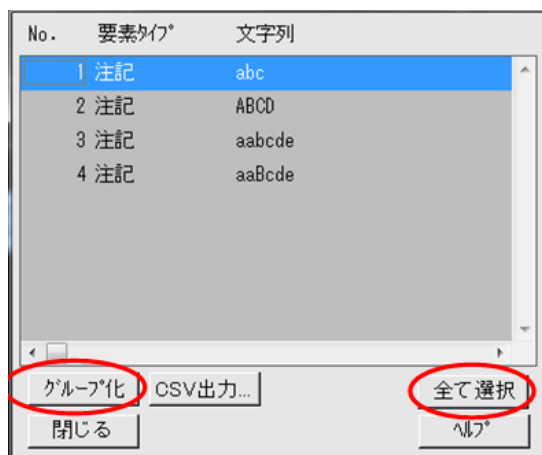 No. 要素ﾀｲﾌﾟ 文字列
1 注記 abc
2 注記 ABCD
3 注記 aabcde
4 注記 aaBcde
ｸﾞﾙｰﾌﾟ化 CSV出力... 全て選択
閉じる ﾍﾙﾌﾟ